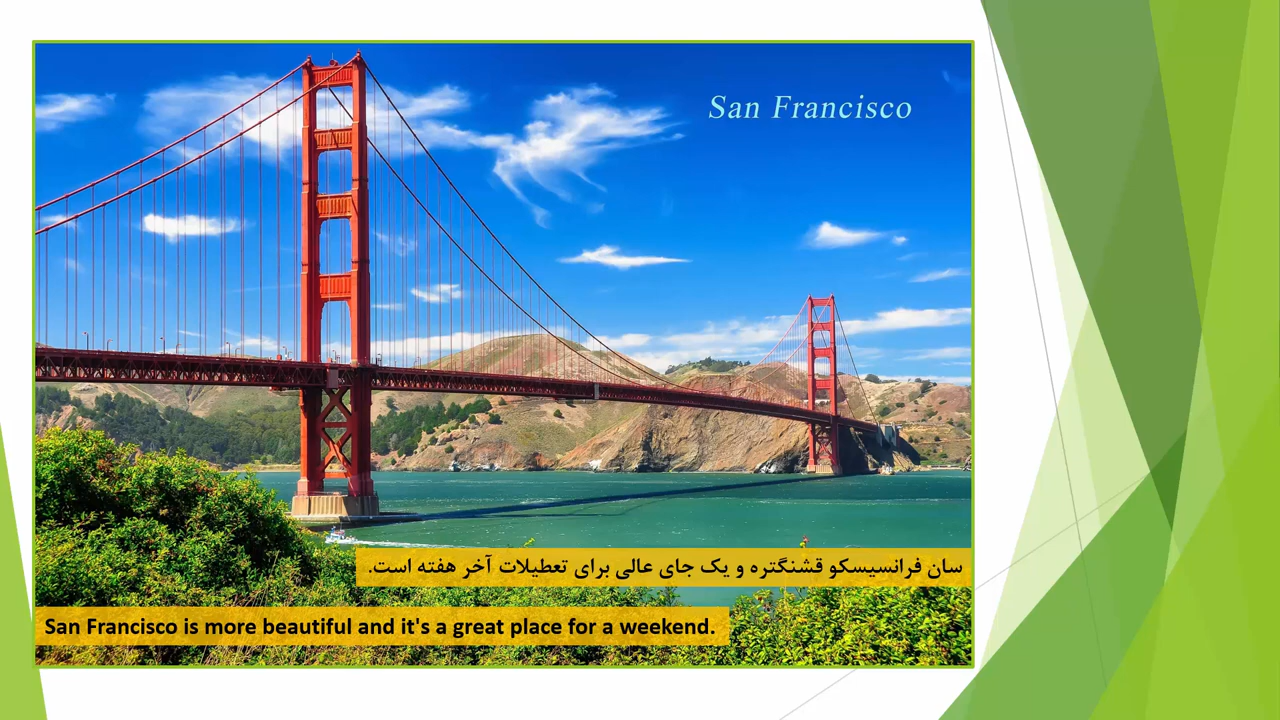 San Francisco
سان فرانسیسکو قشنگتره و یک جای عالی برای تعطیلات آخر هفته است.
San Francisco is more beautiful and it's a great place for a weekend.